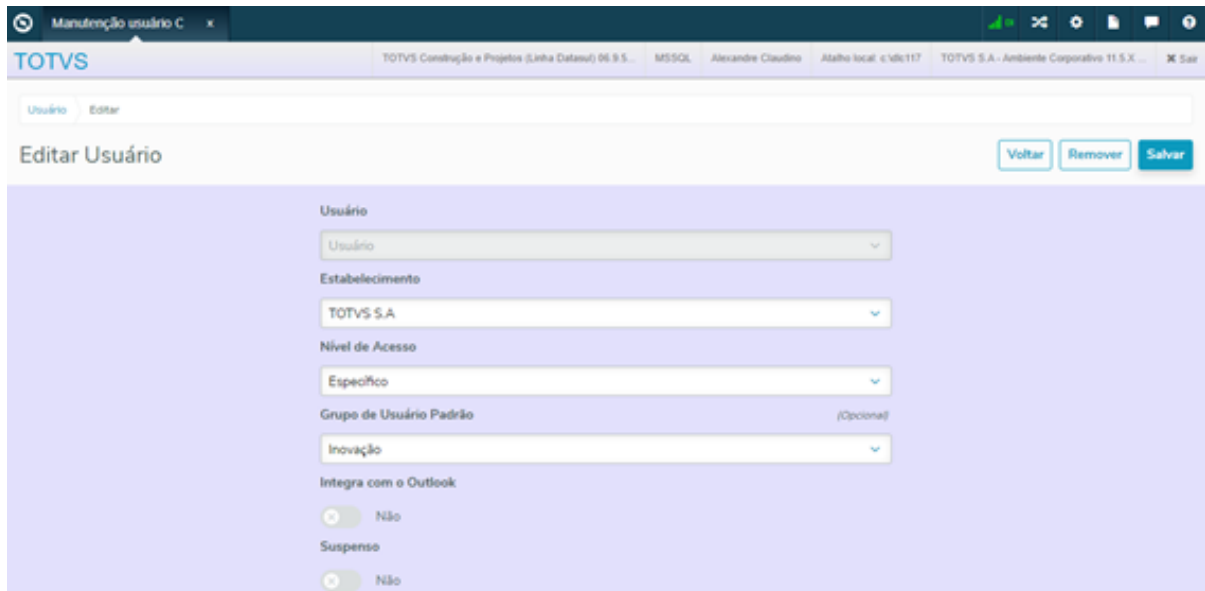 Manutenção usuário C x
TOTVS TOTVS Construção e Projetos (Linha Datasul) 06.9.5... MSSQL Alexandre Claudino Atalho local: TOTVS S.A - Ambiente Corporativo 11.5.X ... Sair
Usuário Editar
Editar Usuário Voltar Remover Salvar
Usuário
Usuário
Estabelecimento
TOTVS S.A
Nível de Acesso
Específico
Grupo de Usuário Padrão (Opcional)
Inovação
Integra com o Outlook
Não
Suspenso
Não